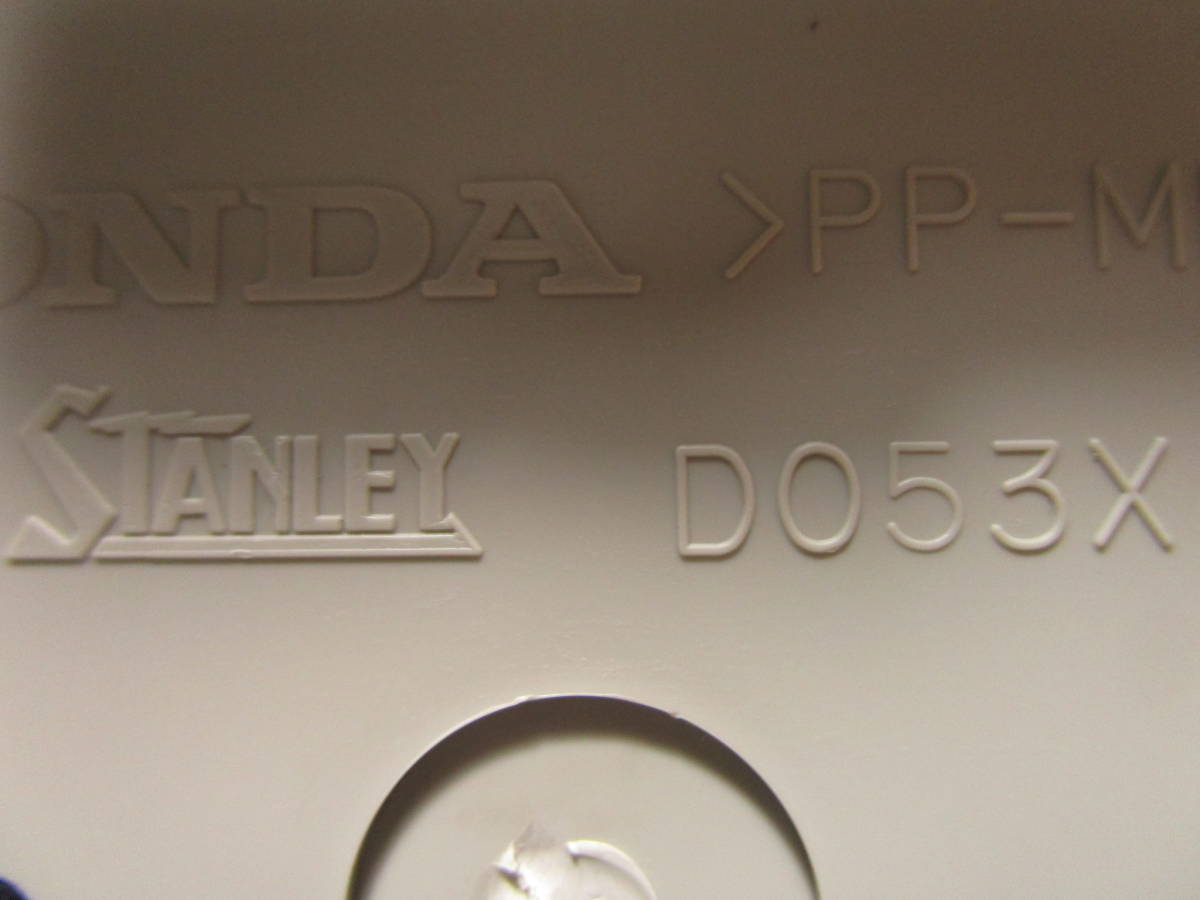 ONDA >PP-M
STANLEY D053X